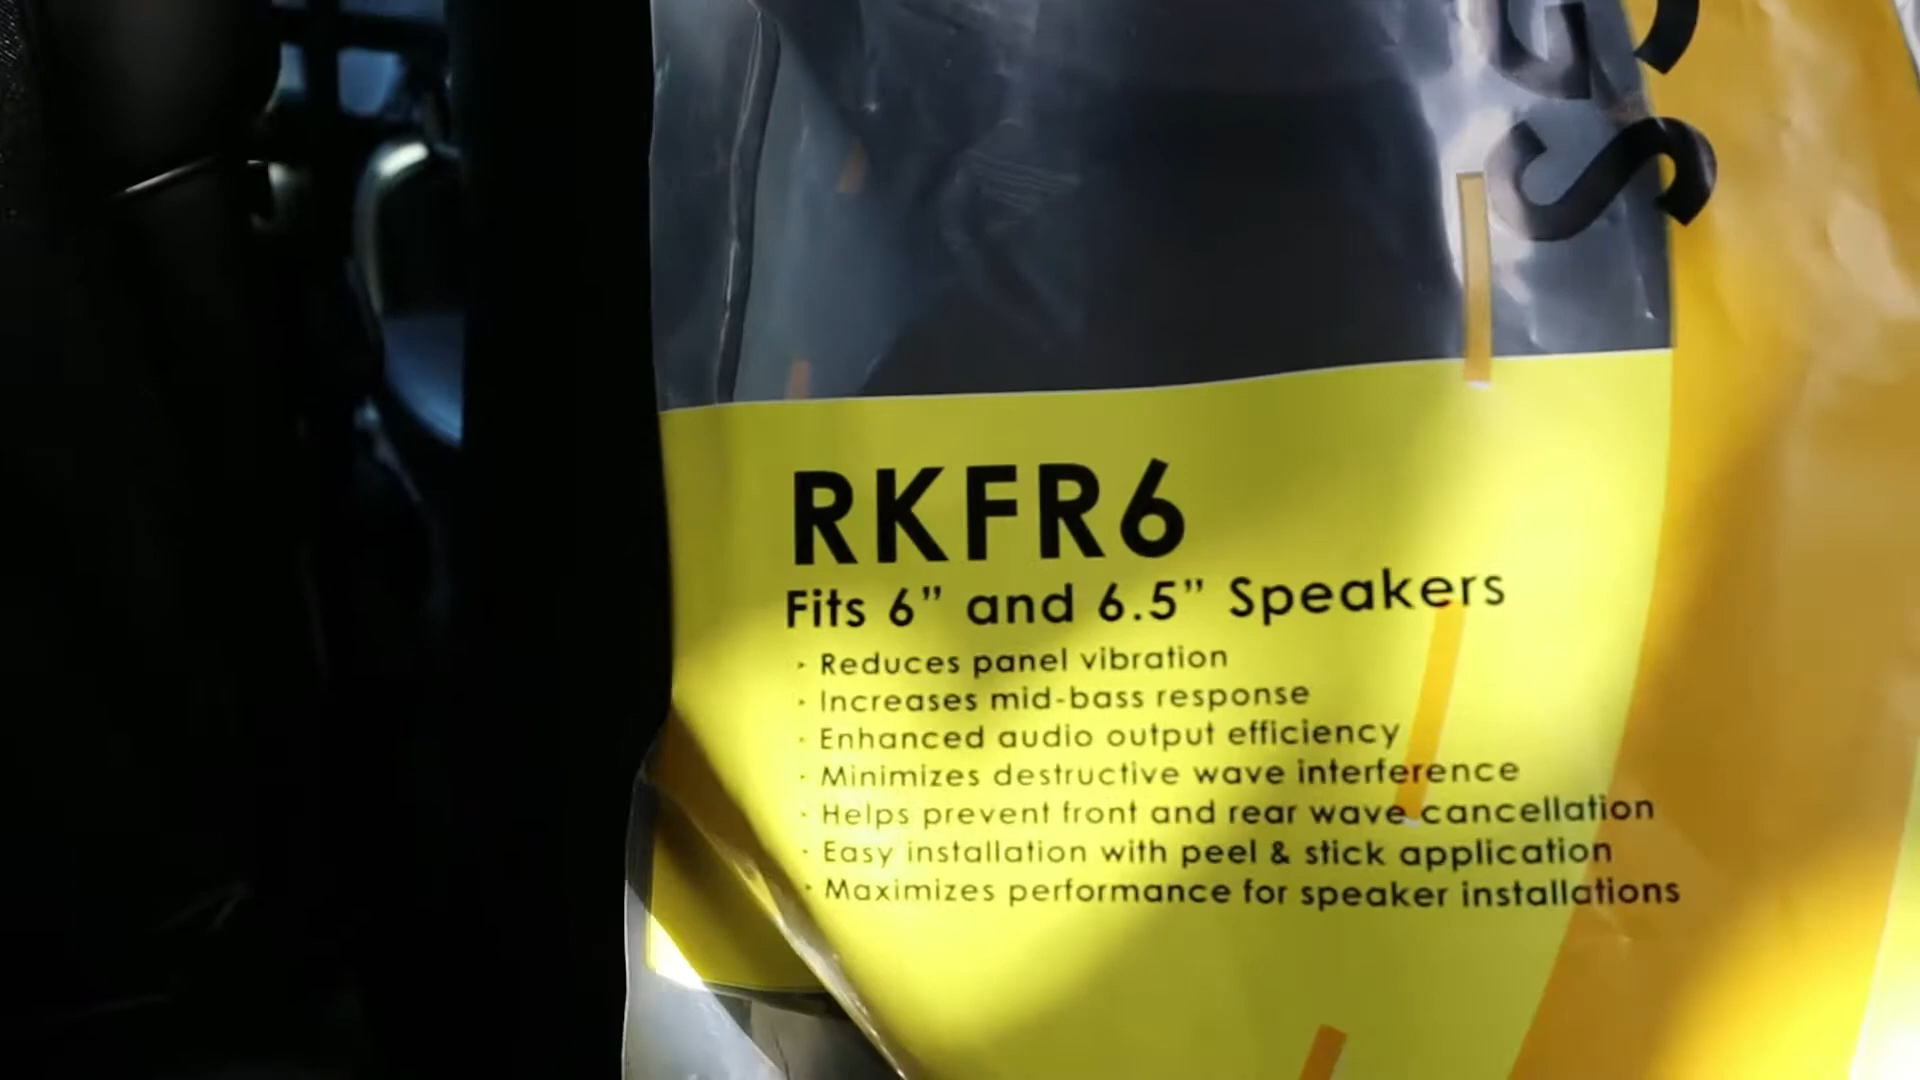 RKFR6
Fits 6” and 6.5” Speakers
· Reduces panel vibration
· Increases mid-bass response
· Enhanced audio output efficiency
· Minimizes destructive wave interference
· Helps prevent front and rear wave cancellation
· Easy installation with peel & stick application
· Maximizes performance for speaker installations